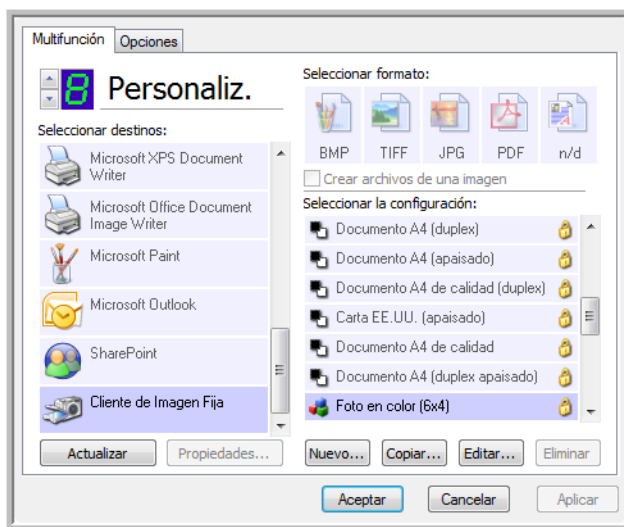 Multifunción
Opciones
8
Personaliz.
Seleccionar destinos:
Microsoft XPS Document
Writer
Microsoft Office Document
Image Writer
Microsoft Paint
Microsoft Outlook
SharePoint
Cliente de Imagen Fija
Actualizar
Propiedades...
Seleccionar formato:
BMP
TIFF
JPG
PDF
n/d
Crear archivos de una imagen
Seleccionar la configuración:
Documento A4 (duplex)
Documento A4 (apaisado)
Documento A4 de calidad (duplex)
Carta EE.UU. (apaisado)
Documento A4 de calidad
Documento A4 (duplex apaisado)
Foto en color (6x4)
Nuevo...
Copiar...
Editar...
Eliminar
Aceptar
Cancelar
Aplicar